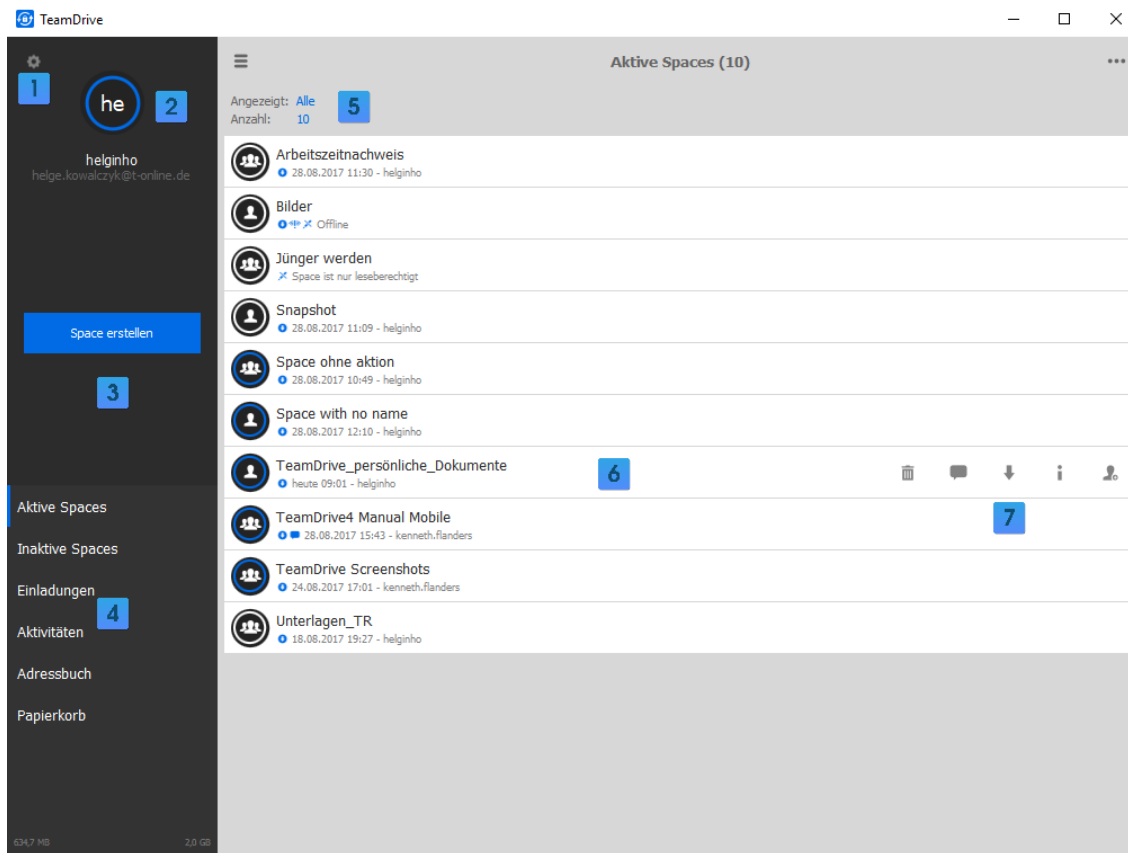 TeamDrive
1
he
2
helginho
helge.kowalczyk@t-online.de
Space erstellen
3
Aktive Spaces
Inaktive Spaces
Einladungen
4
Aktivitäten
Adressbuch
Papierkorb
634,7 MB 2,0 GB
Aktive Spaces (10)
Angezeigt: Alle
Anzahl: 10
5
Arbeitszeitnachweis
28.08.2017 11:30 - helginho
Bilder
Offline
Jünger werden
Space ist nur leseberechtigt
Snapshot
28.08.2017 11:09 - helginho
Space ohne aktion
28.08.2017 10:49 - helginho
Space with no name
28.08.2017 12:10 - helginho
TeamDrive_persönliche_Dokumente
heute 09:01 - helginho
6
TeamDrive4 Manual Mobile
28.08.2017 15:43 - kenneth.flanders
7
TeamDrive Screenshots
24.08.2017 17:01 - kenneth.flanders
Unterlagen_TR
18.08.2017 19:27 - helginho